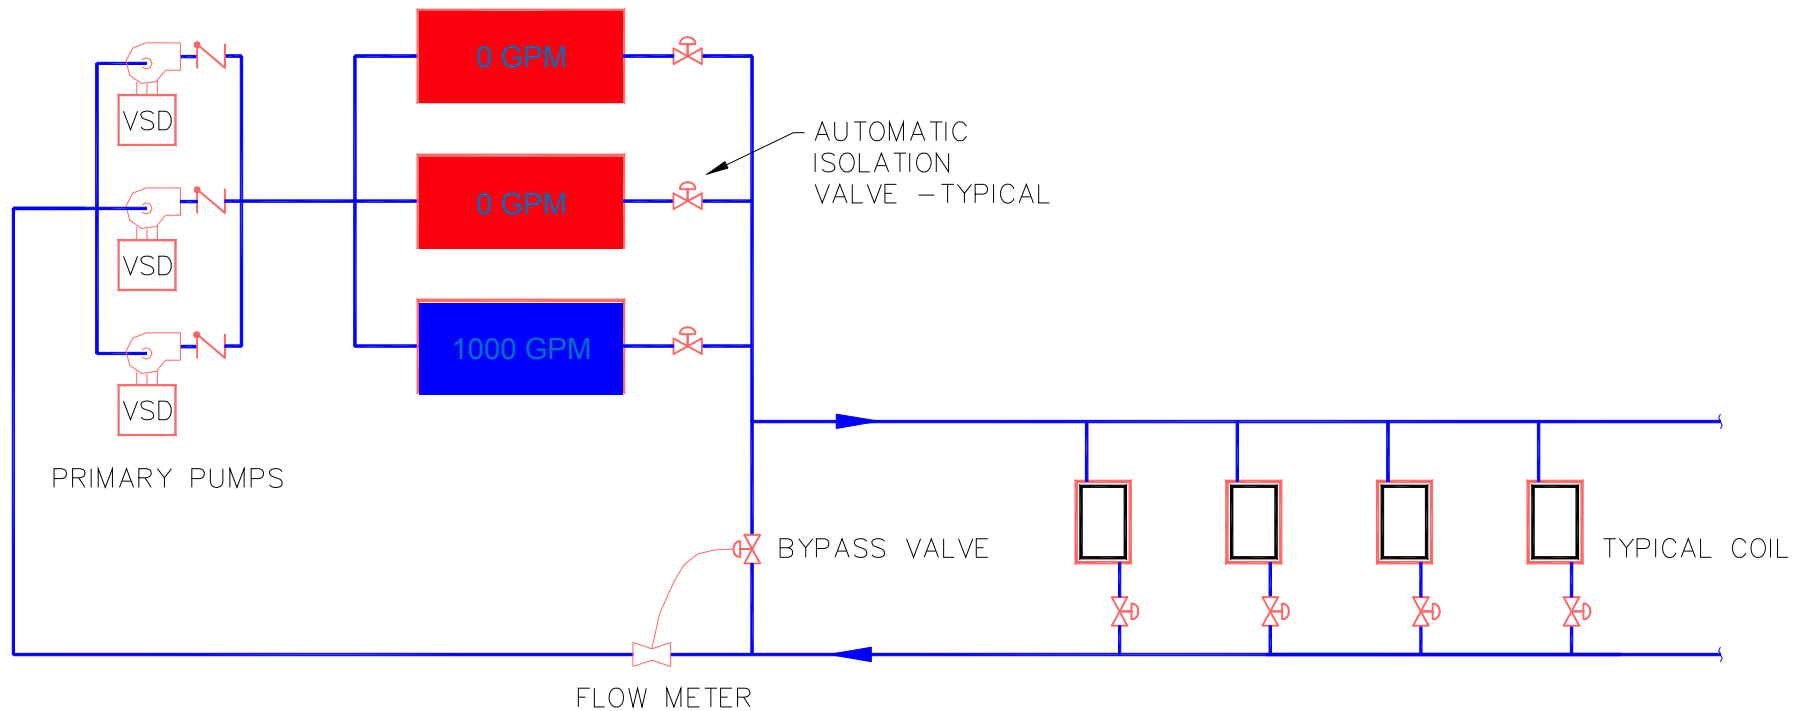 0 GPM
VSD
AUTOMATIC
ISOLATION
VALVE - TYPICAL
0 GPM
VSD
1000 GPM
VSD
PRIMARY PUMPS
BYPASS VALVE
TYPICAL COIL
FLOW METER